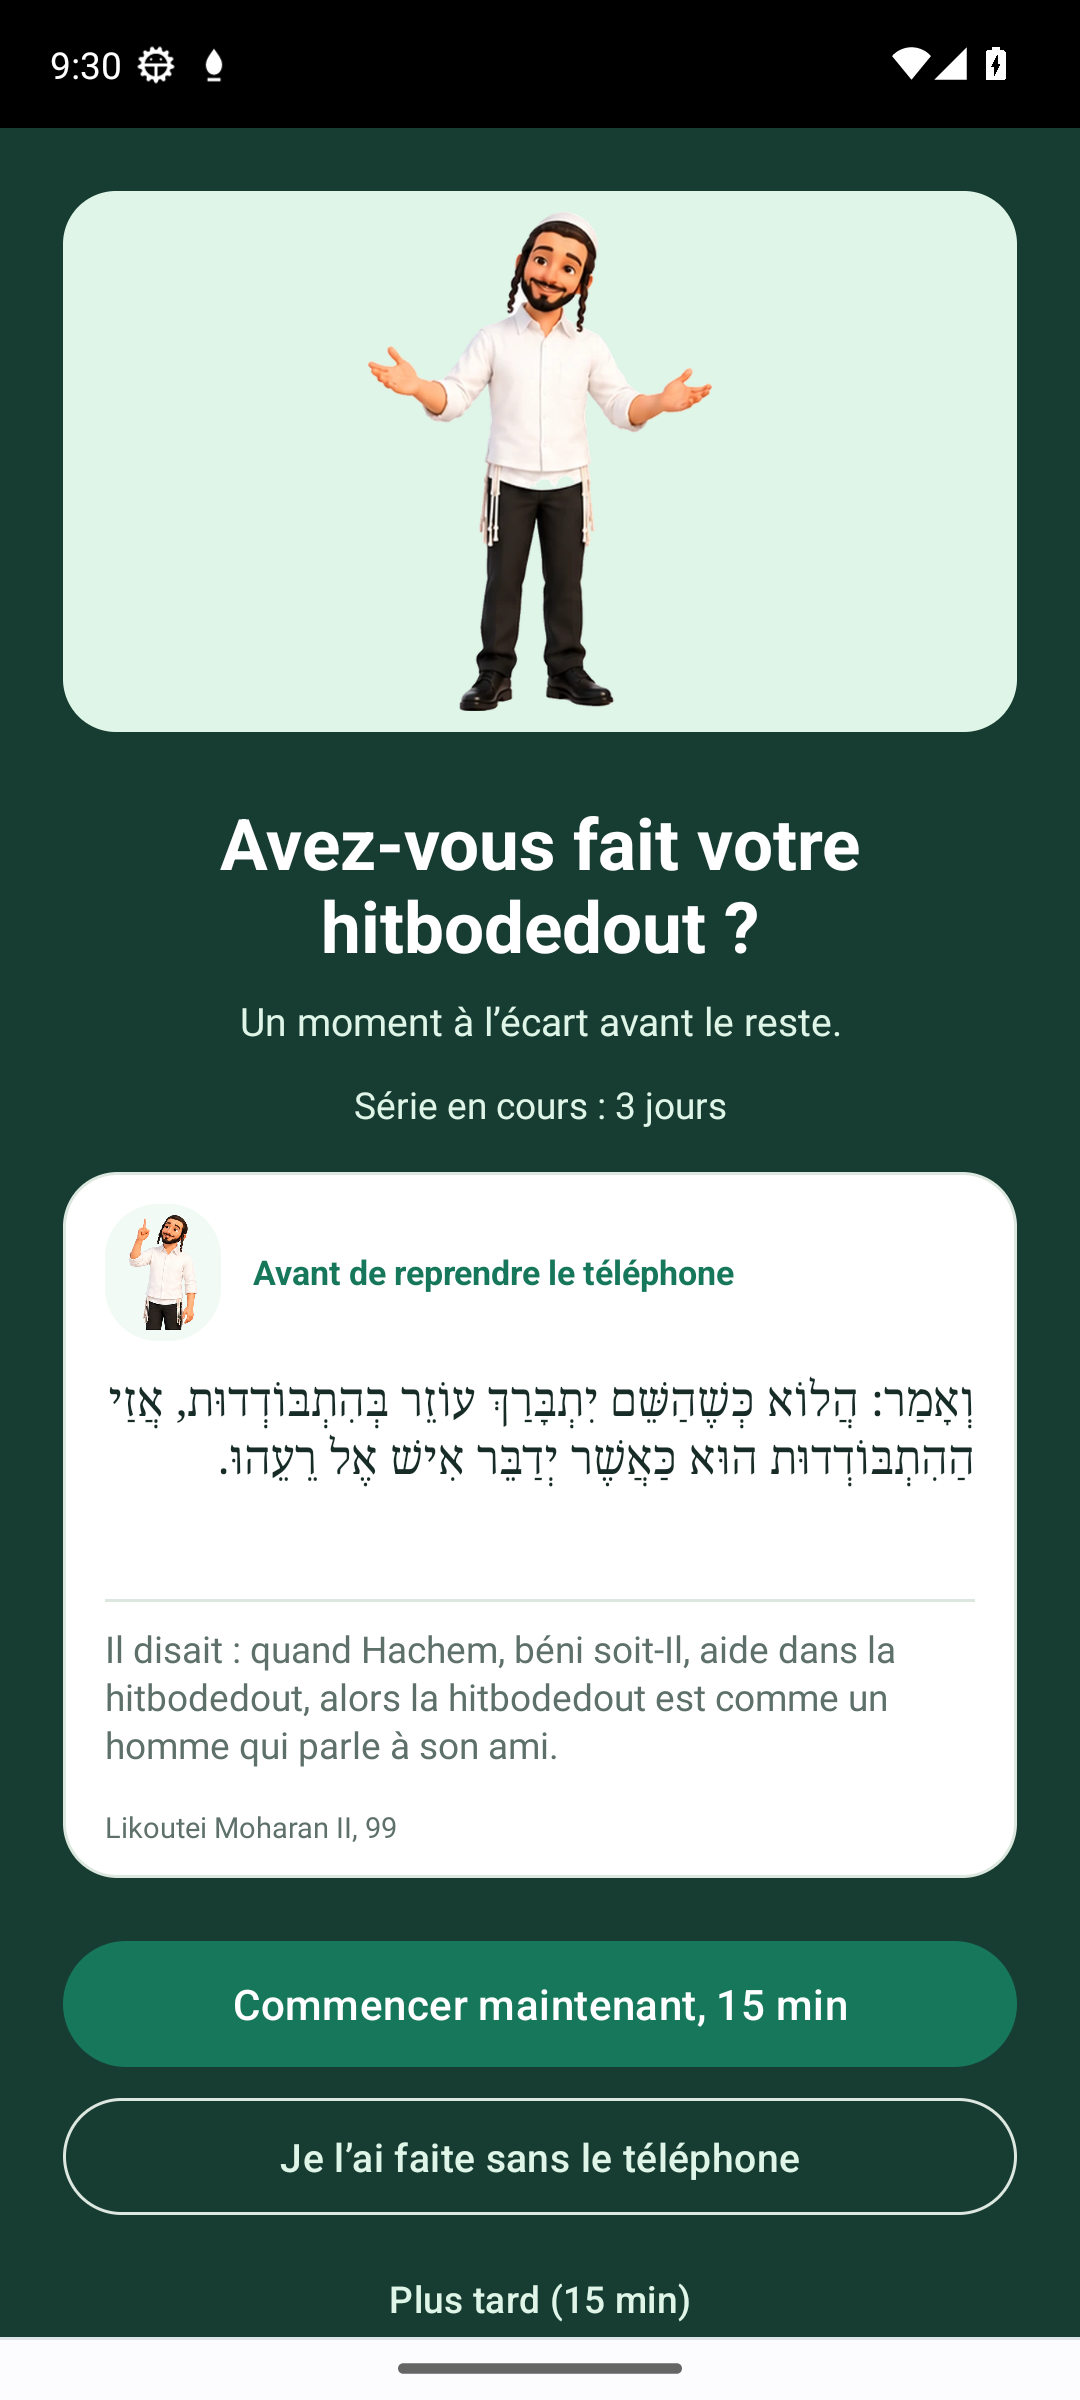 9:30
Avez-vous fait votre
hitbodedout ?
Un moment à l’écart avant le reste.
Série en cours : 3 jours
Avant de reprendre le téléphone
וְאָמַר: הֲלוֹא כְּשֶׁהַשֵּׁם יִתְבָּרַךְ עוֹזֵר בְּהִתְבּוֹדְדוּת, אֲזַי
הַהִתְבּוֹדְדוּת הוּא כַּאֲשֶׁר יְדַבֵּר אִישׁ אֶל רֵעֵהוּ.
Il disait : quand Hachem, béni soit-Il, aide dans la
hitbodedout, alors la hitbodedout est comme un
homme qui parle à son ami.
Likoutei Moharan II, 99
Commencer maintenant, 15 min
Je l’ai faite sans le téléphone
Plus tard (15 min)